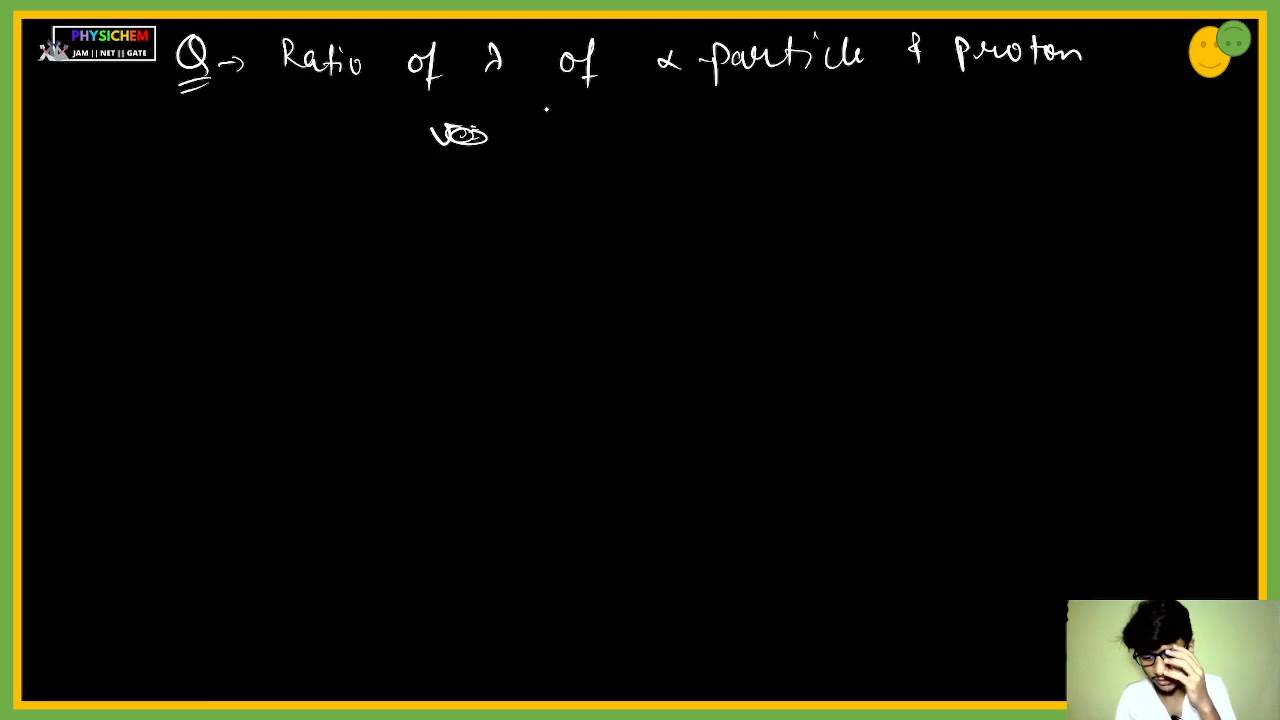 PHYSICHEM
JAM || NET || GATE
Q → Ratio of λ of α-particle & proton